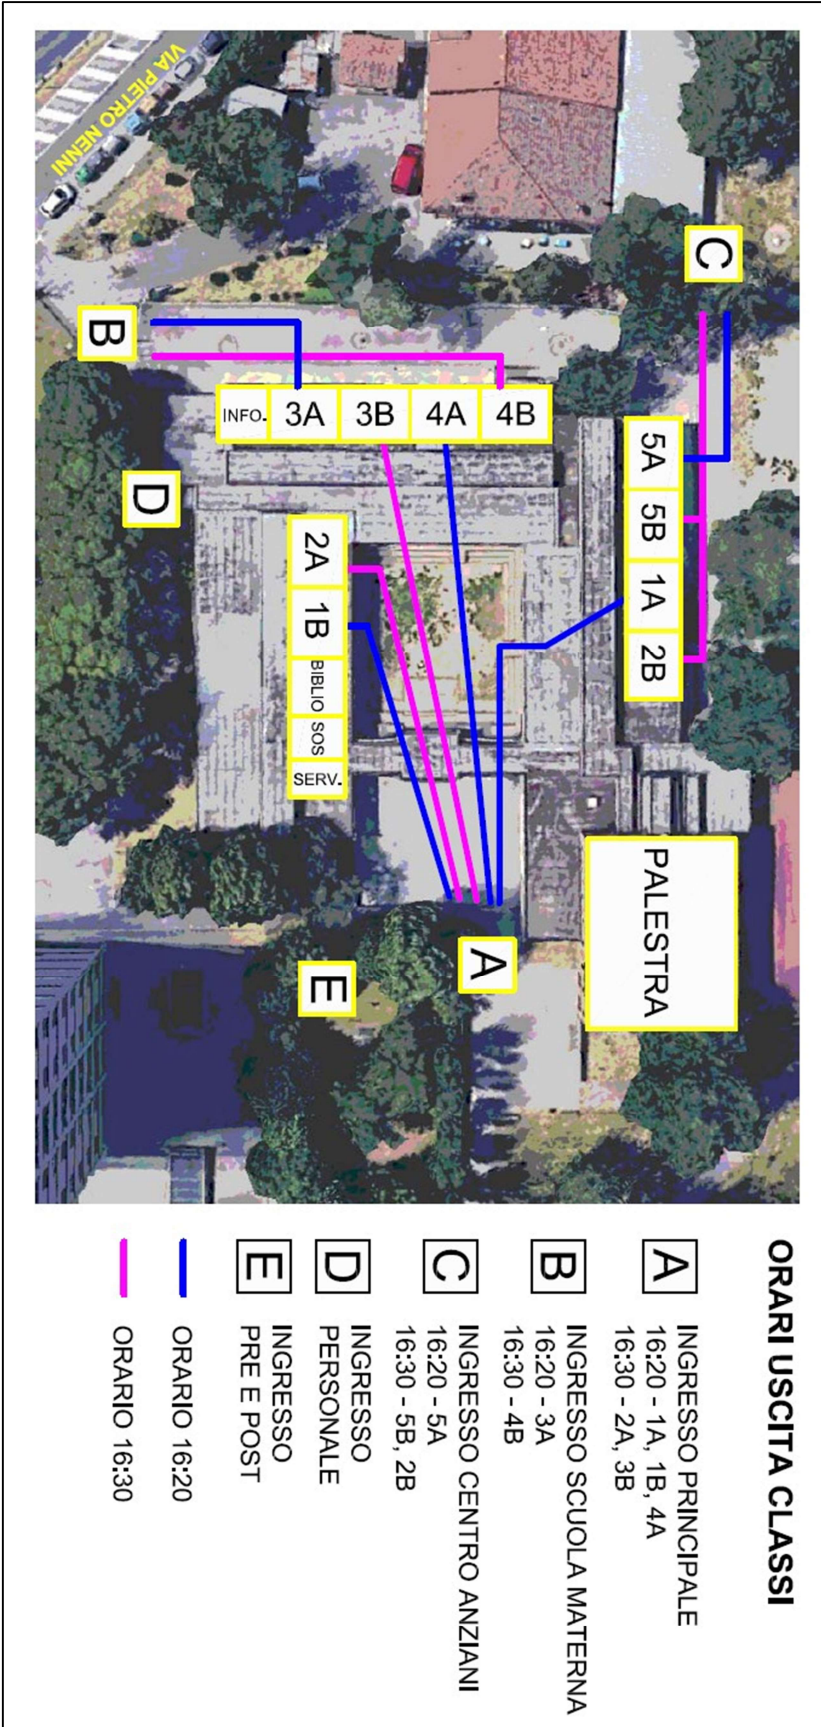 ORARI USCITA CLASSI
A
INGRESSO PRINCIPALE
16:20 - 1A, 1B, 4A
16:30 - 2A, 3B
B
INGRESSO SCUOLA MATERNA
16:20 - 3A
16:30 - 4B
C
INGRESSO CENTRO ANZIANI
16:20 - 5A
16:30 - 5B, 2B
D
INGRESSO
PERSONALE
E
INGRESSO
PRE E POST
ORARIO 16:20
ORARIO 16:30
C
5A
5B
1A
2B
PALESTRA
4B
4A
3B
3A
INFO.
A
2A
1B
BIBLIO
SOS
SERV.
E
D
B
VIA PIETRO NENNI